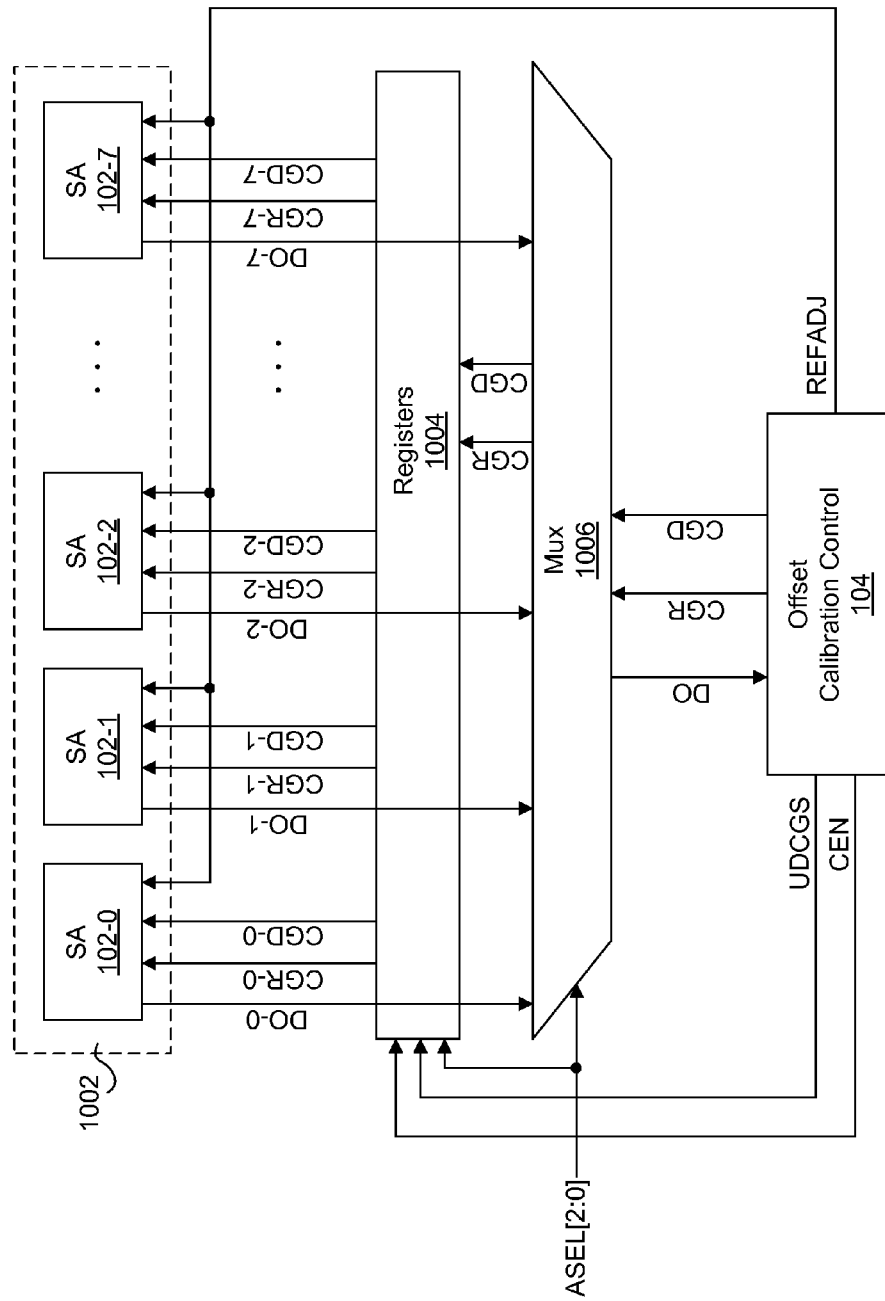 1002
SA
102-0
SA
102-1
SA
102-2
. . .
SA
102-7
DO-0
CGR-0
CGD-0
DO-1
CGR-1
CGD-1
DO-2
CGR-2
CGD-2
. . .
DO-7
CGR-7
CGD-7
Registers
1004
CGR
CGD
Mux
1006
ASEL[2:0]
DO
CGR
CGD
UDCGS
CEN
Offset
Calibration Control
104
REFADJ